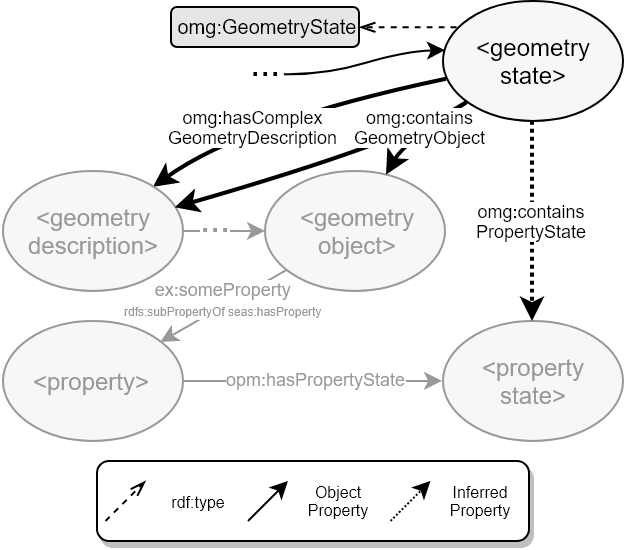 omg:GeometryState
<geometry
state>
...
omg:hasComplex
GeometryDescription
omg:contains
GeometryObject
<geometry
description>
...
<geometry
object>
omg:contains
PropertyState
ex:someProperty
rdfs:subPropertyOf seas:hasProperty
<property>
opm:hasPropertyState
<property
state>
rdf:type
Object
Property
Inferred
Property